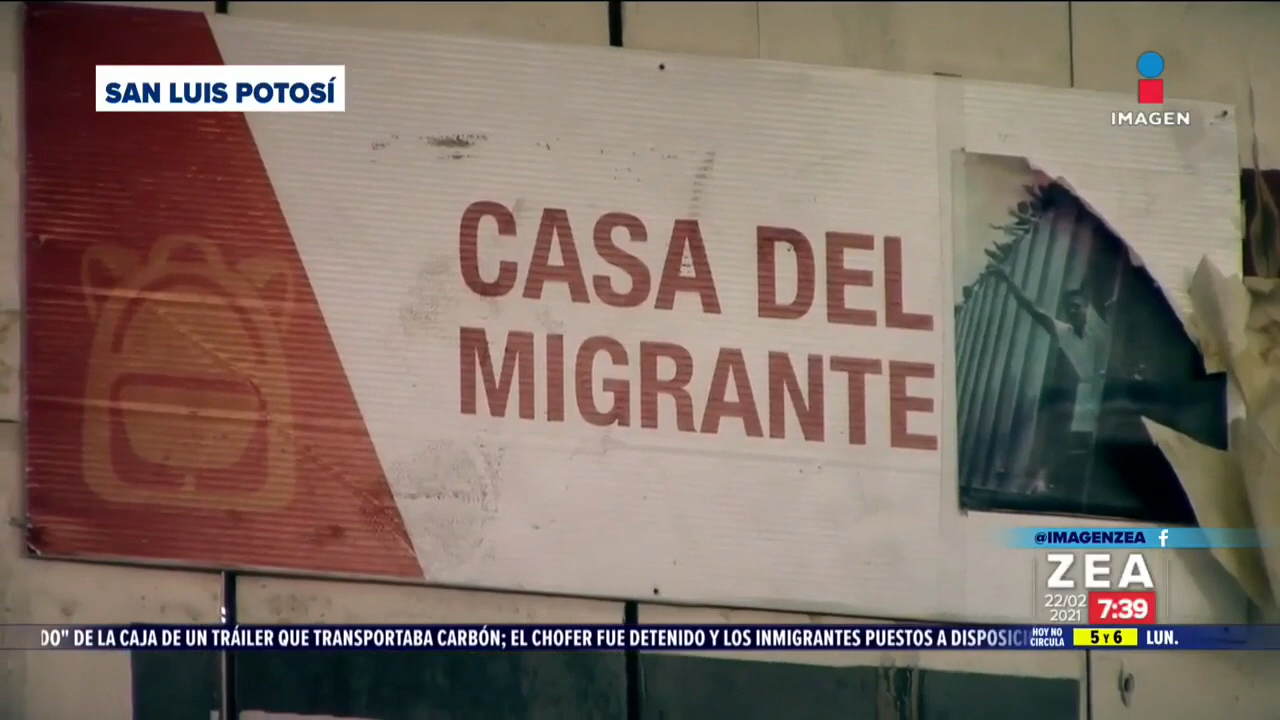 SAN LUIS POTOSÍ
IMAGEN
CASA DEL
MIGRANTE
@IMAGENZEA f
ZEA
22/02
2021
7:39
DO" DE LA CAJA DE UN TRÁILER QUE TRANSPORTABA CARBÓN; EL CHOFER FUE DETENIDO Y LOS INMIGRANTES PUESTOS A DISPOSICI
HOY NO
CIRCULA
5 Y 6
LUN.